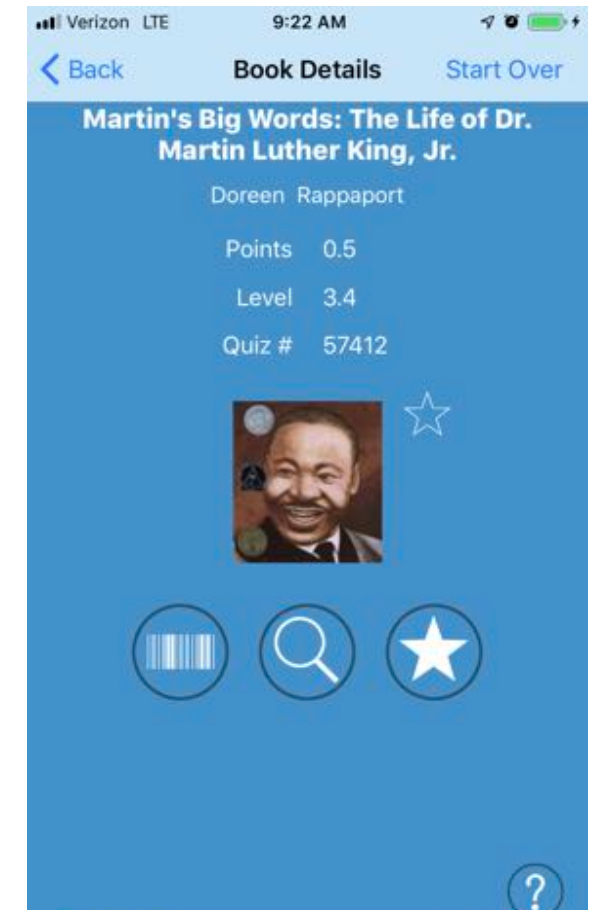 Verizon LTE 9:22 AM
Back Book Details Start Over
Martin's Big Words: The Life of Dr.
Martin Luther King, Jr.
Doreen Rappaport
Points 0.5
Level 3.4
Quiz # 57412
?